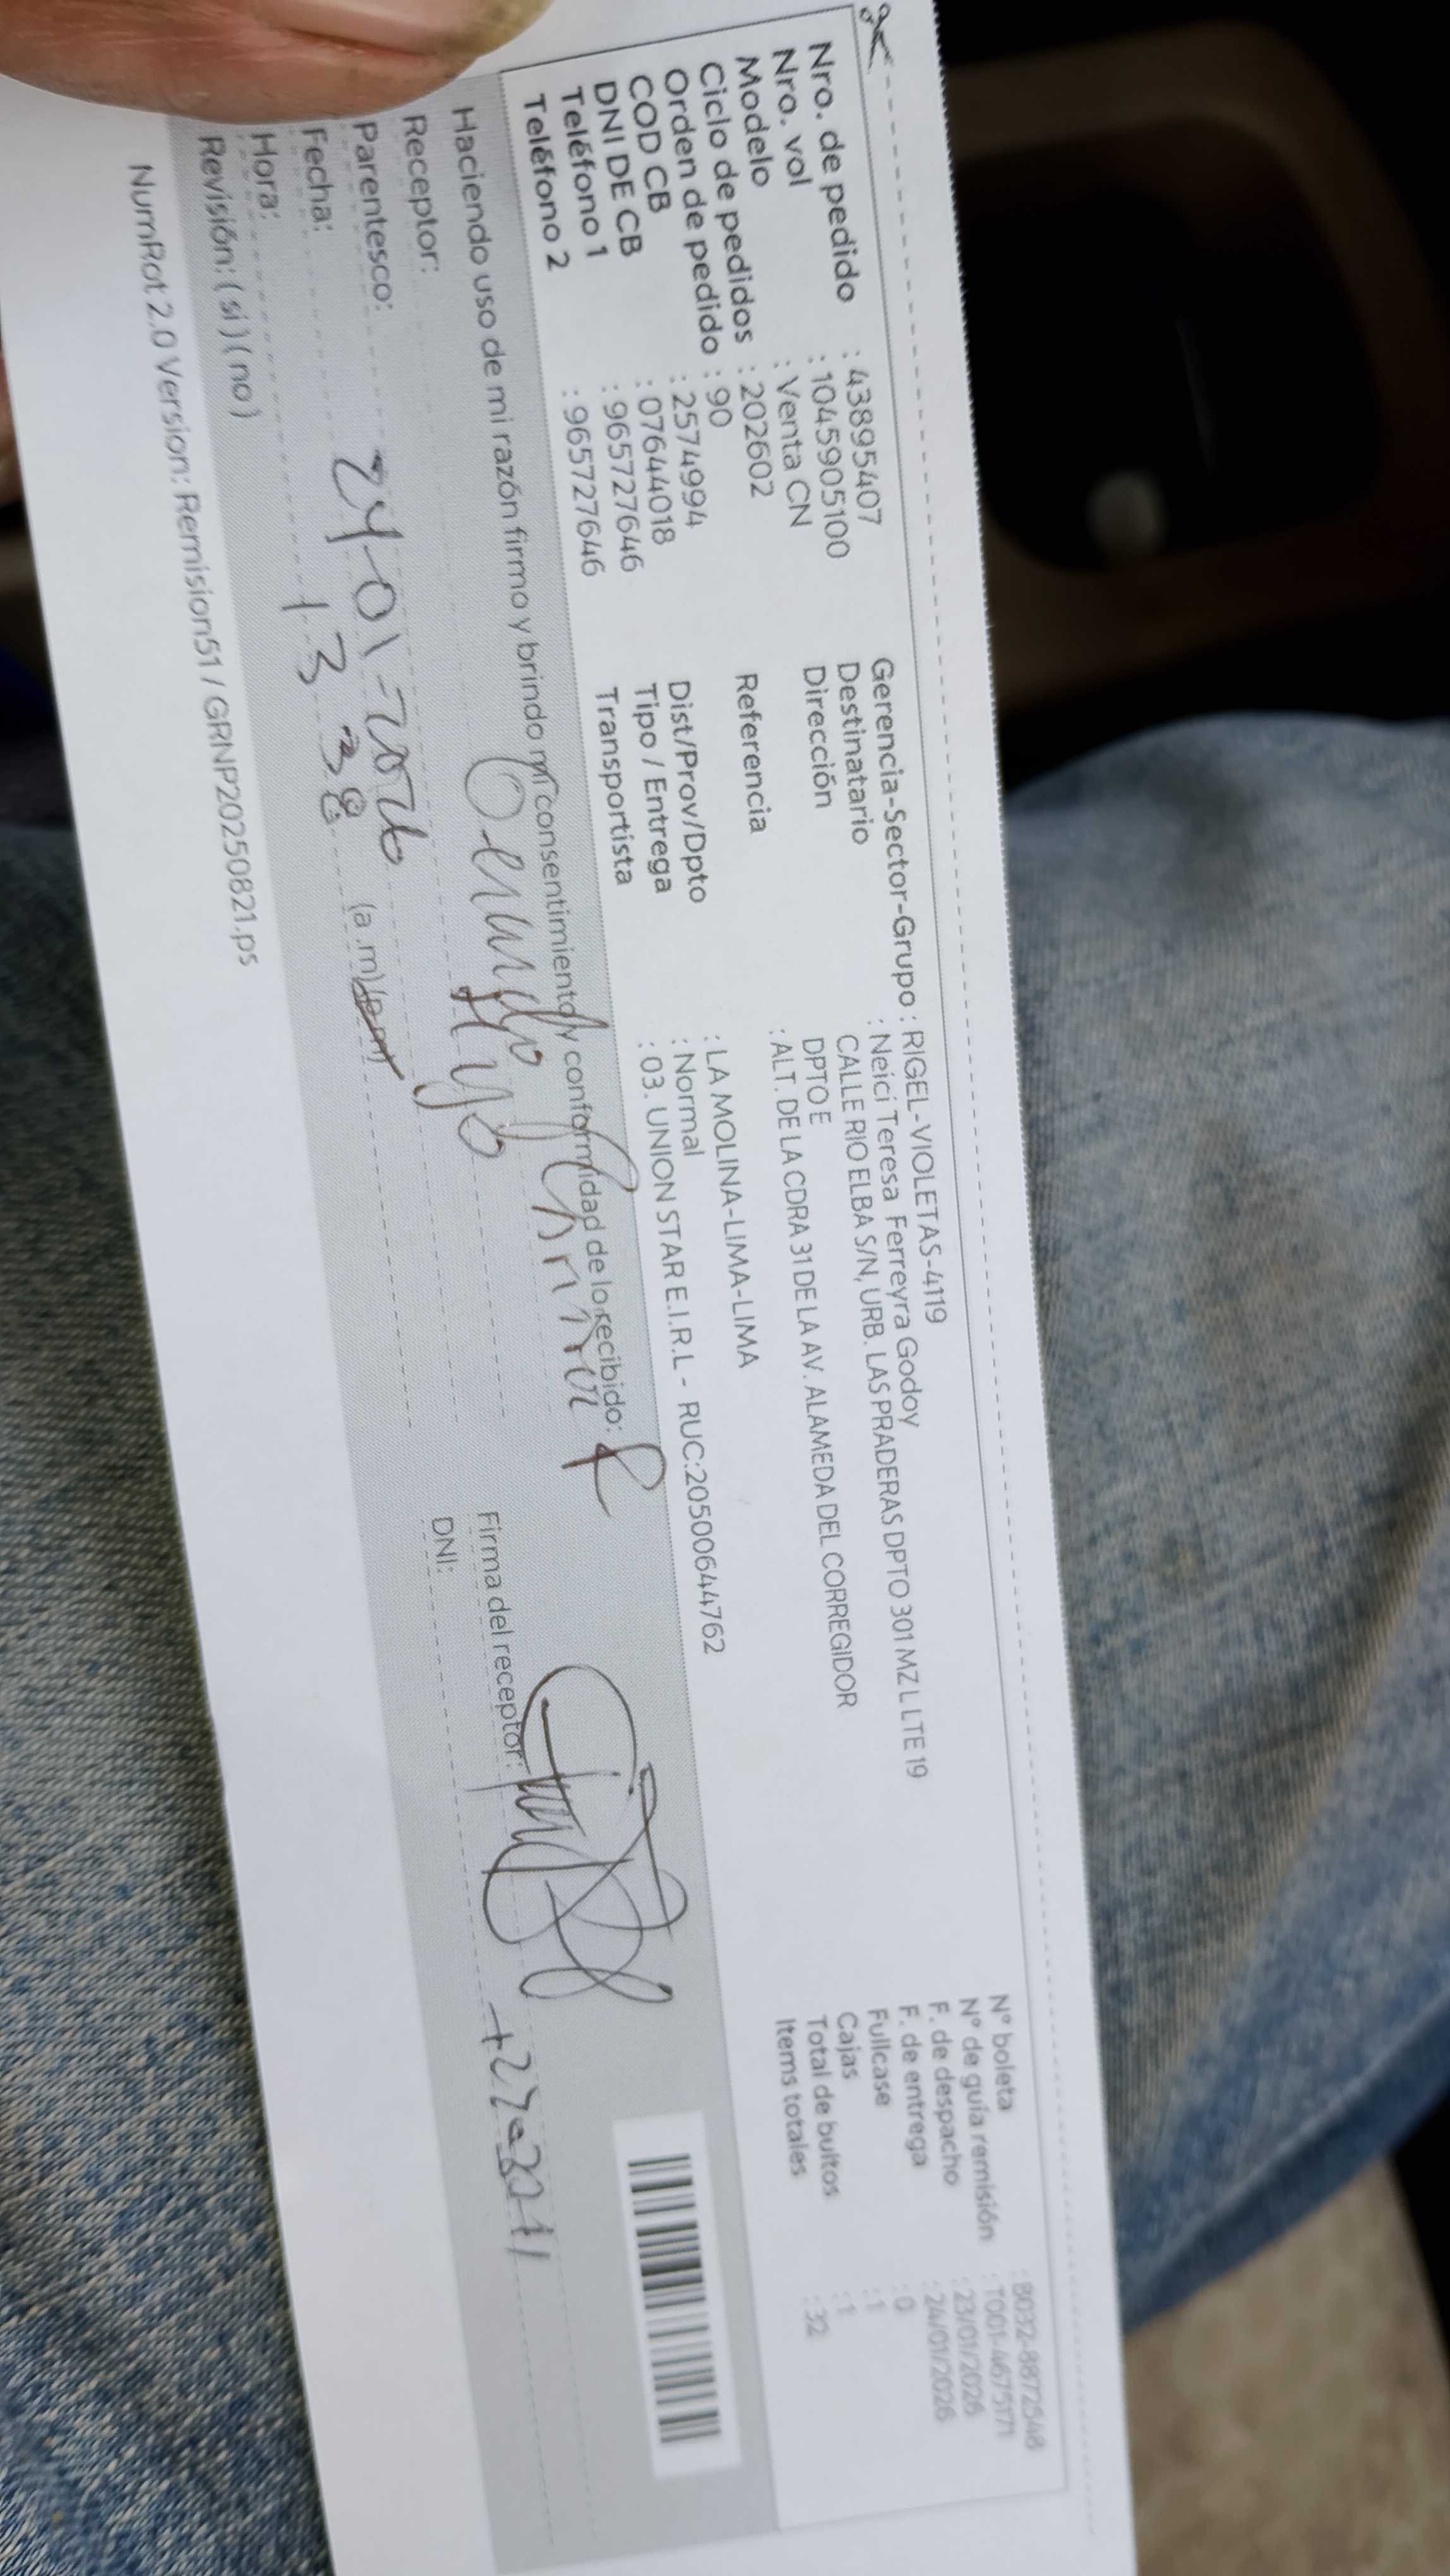 Nro. de pedido : 43895407
Nro. vol : 1045905100
Modelo : Venta CN
Ciclo de pedidos : 202602
Orden de pedido : 90
COD CB : 2574994
DNI DE CB : 07644018
Teléfono 1 : 965727646
Teléfono 2 : 965727646
Gerencia-Sector-Grupo : RIGEL-VIOLETAS-4119
Destinatario : Neici Teresa Ferreyra Godoy
Dirección CALLE RIO ELBA S/N, URB. LAS PRADERAS DPTO 301 MZ L LTE 19
DPTO E
Referencia : ALT. DE LA CDRA 31 DE LA AV. ALAMEDA DEL CORREGIDOR
Dist/Prov/Dpto : LA MOLINA-LIMA-LIMA
Tipo / Entrega : Normal
Transportista : 03. UNION STAR E.I.R.L - RUC:20500644762
N° boleta : B032-8872548
N° de guía remisión : T001-4675171
F. de despacho : 23/01/2026
F. de entrega : 24/01/2026
Fullcase : 0
Cajas : 1
Total de bultos : 1
Items totales : 32
Haciendo uso de mi razón firmo y brindo mi consentimiento y conformidad de lo recibido:
Receptor:
Parentesco: Hijo
Fecha: 24-01-2026
Hora: 13 38 (a.m)(p.m)
Revisión: ( si ) ( no )
Firma del receptor:
DNI:
NumRot 2.0 Version: Remision51 / GRNP20250821.ps